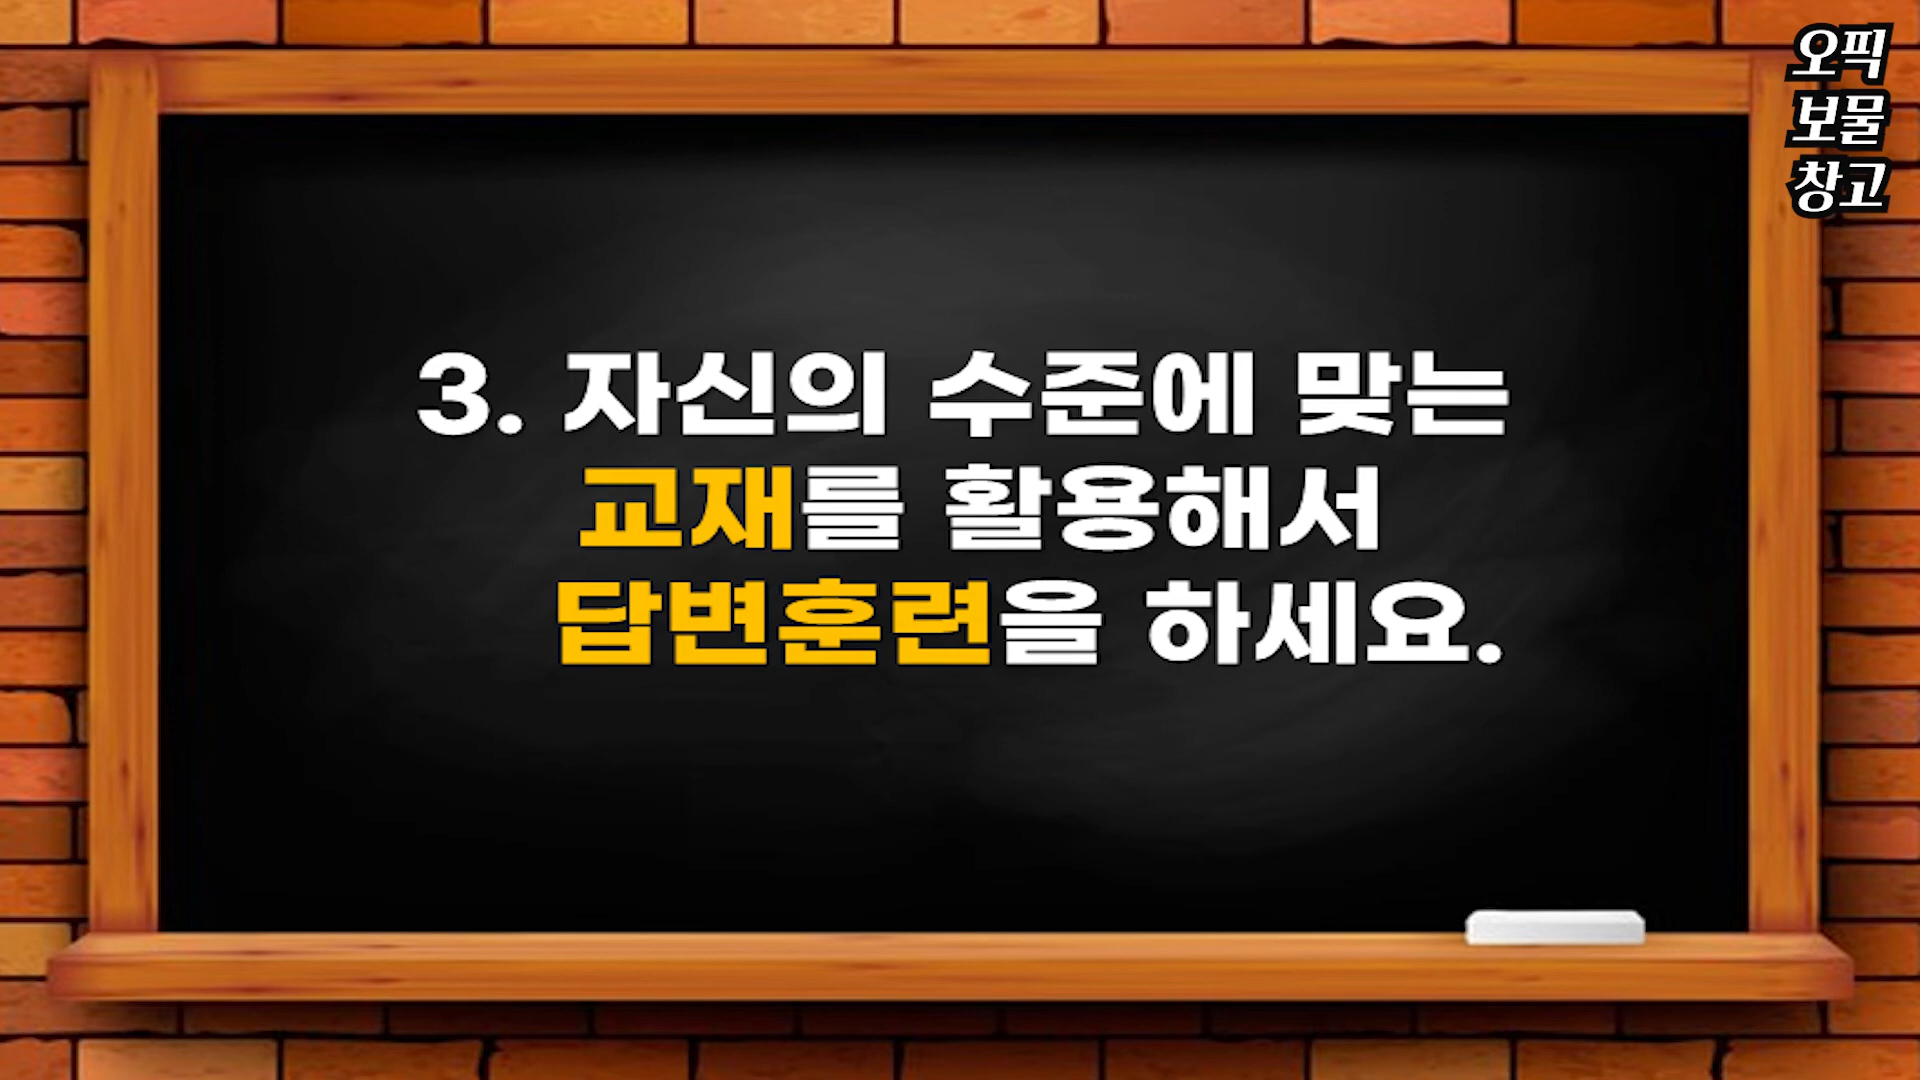 오픽
보물
창고
3. 자신의 수준에 맞는
교재를 활용해서
답변훈련을 하세요.